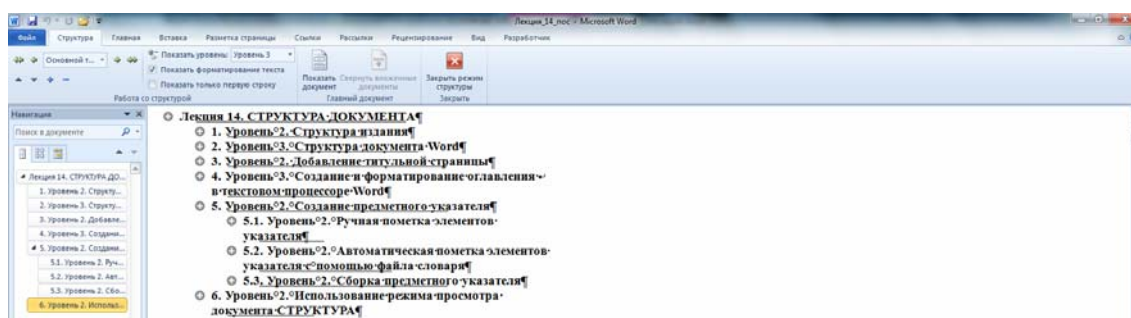 Лекция_14_пос - Microsoft Word
Файл Структура Главная Вставка Разметка страницы Ссылки Рассылки Рецензирование Вид Разработчик
Основной т... Показать уровень: Уровень 3
Показать форматирование текста
Показать только первую строку
Показать документ Свернуть вложенные документы Закрыть режим структуры
Работа со структурой Главный документ Закрыть
Навигация
Поиск в документе
Лекция 14. СТРУКТУРА ДО...
1. Уровень 2. Структу...
2. Уровень 3. Структу...
3. Уровень 2. Добавле...
4. Уровень 3. Создани...
5. Уровень 2. Создани...
5.1. Уровень 2. Руч...
5.2. Уровень 2. Авт...
5.3. Уровень 2. Сбо...
6. Уровень 2. Использ...
Лекция 14. СТРУКТУРА·ДОКУМЕНТА¶
1. Уровень°2.·Структура·издания¶
2. Уровень°3.°Структура·документа·Word¶
3. Уровень°2.·Добавление·титульной·страницы¶
4. Уровень°3.°Создание·и·форматирование·оглавления·↵
в·текстовом·процессоре·Word¶
5. Уровень°2.°Создание·предметного·указателя¶
5.1. Уровень°2.°Ручная·пометка·элементов·
указателя¶
5.2. Уровень°2.°Автоматическая·пометка·элементов·
указателя·с°помощью·файла·словаря¶
5.3. Уровень°2.°Сборка·предметного·указателя¶
6. Уровень°2.°Использование·режима·просмотра·
документа·СТРУКТУРА¶